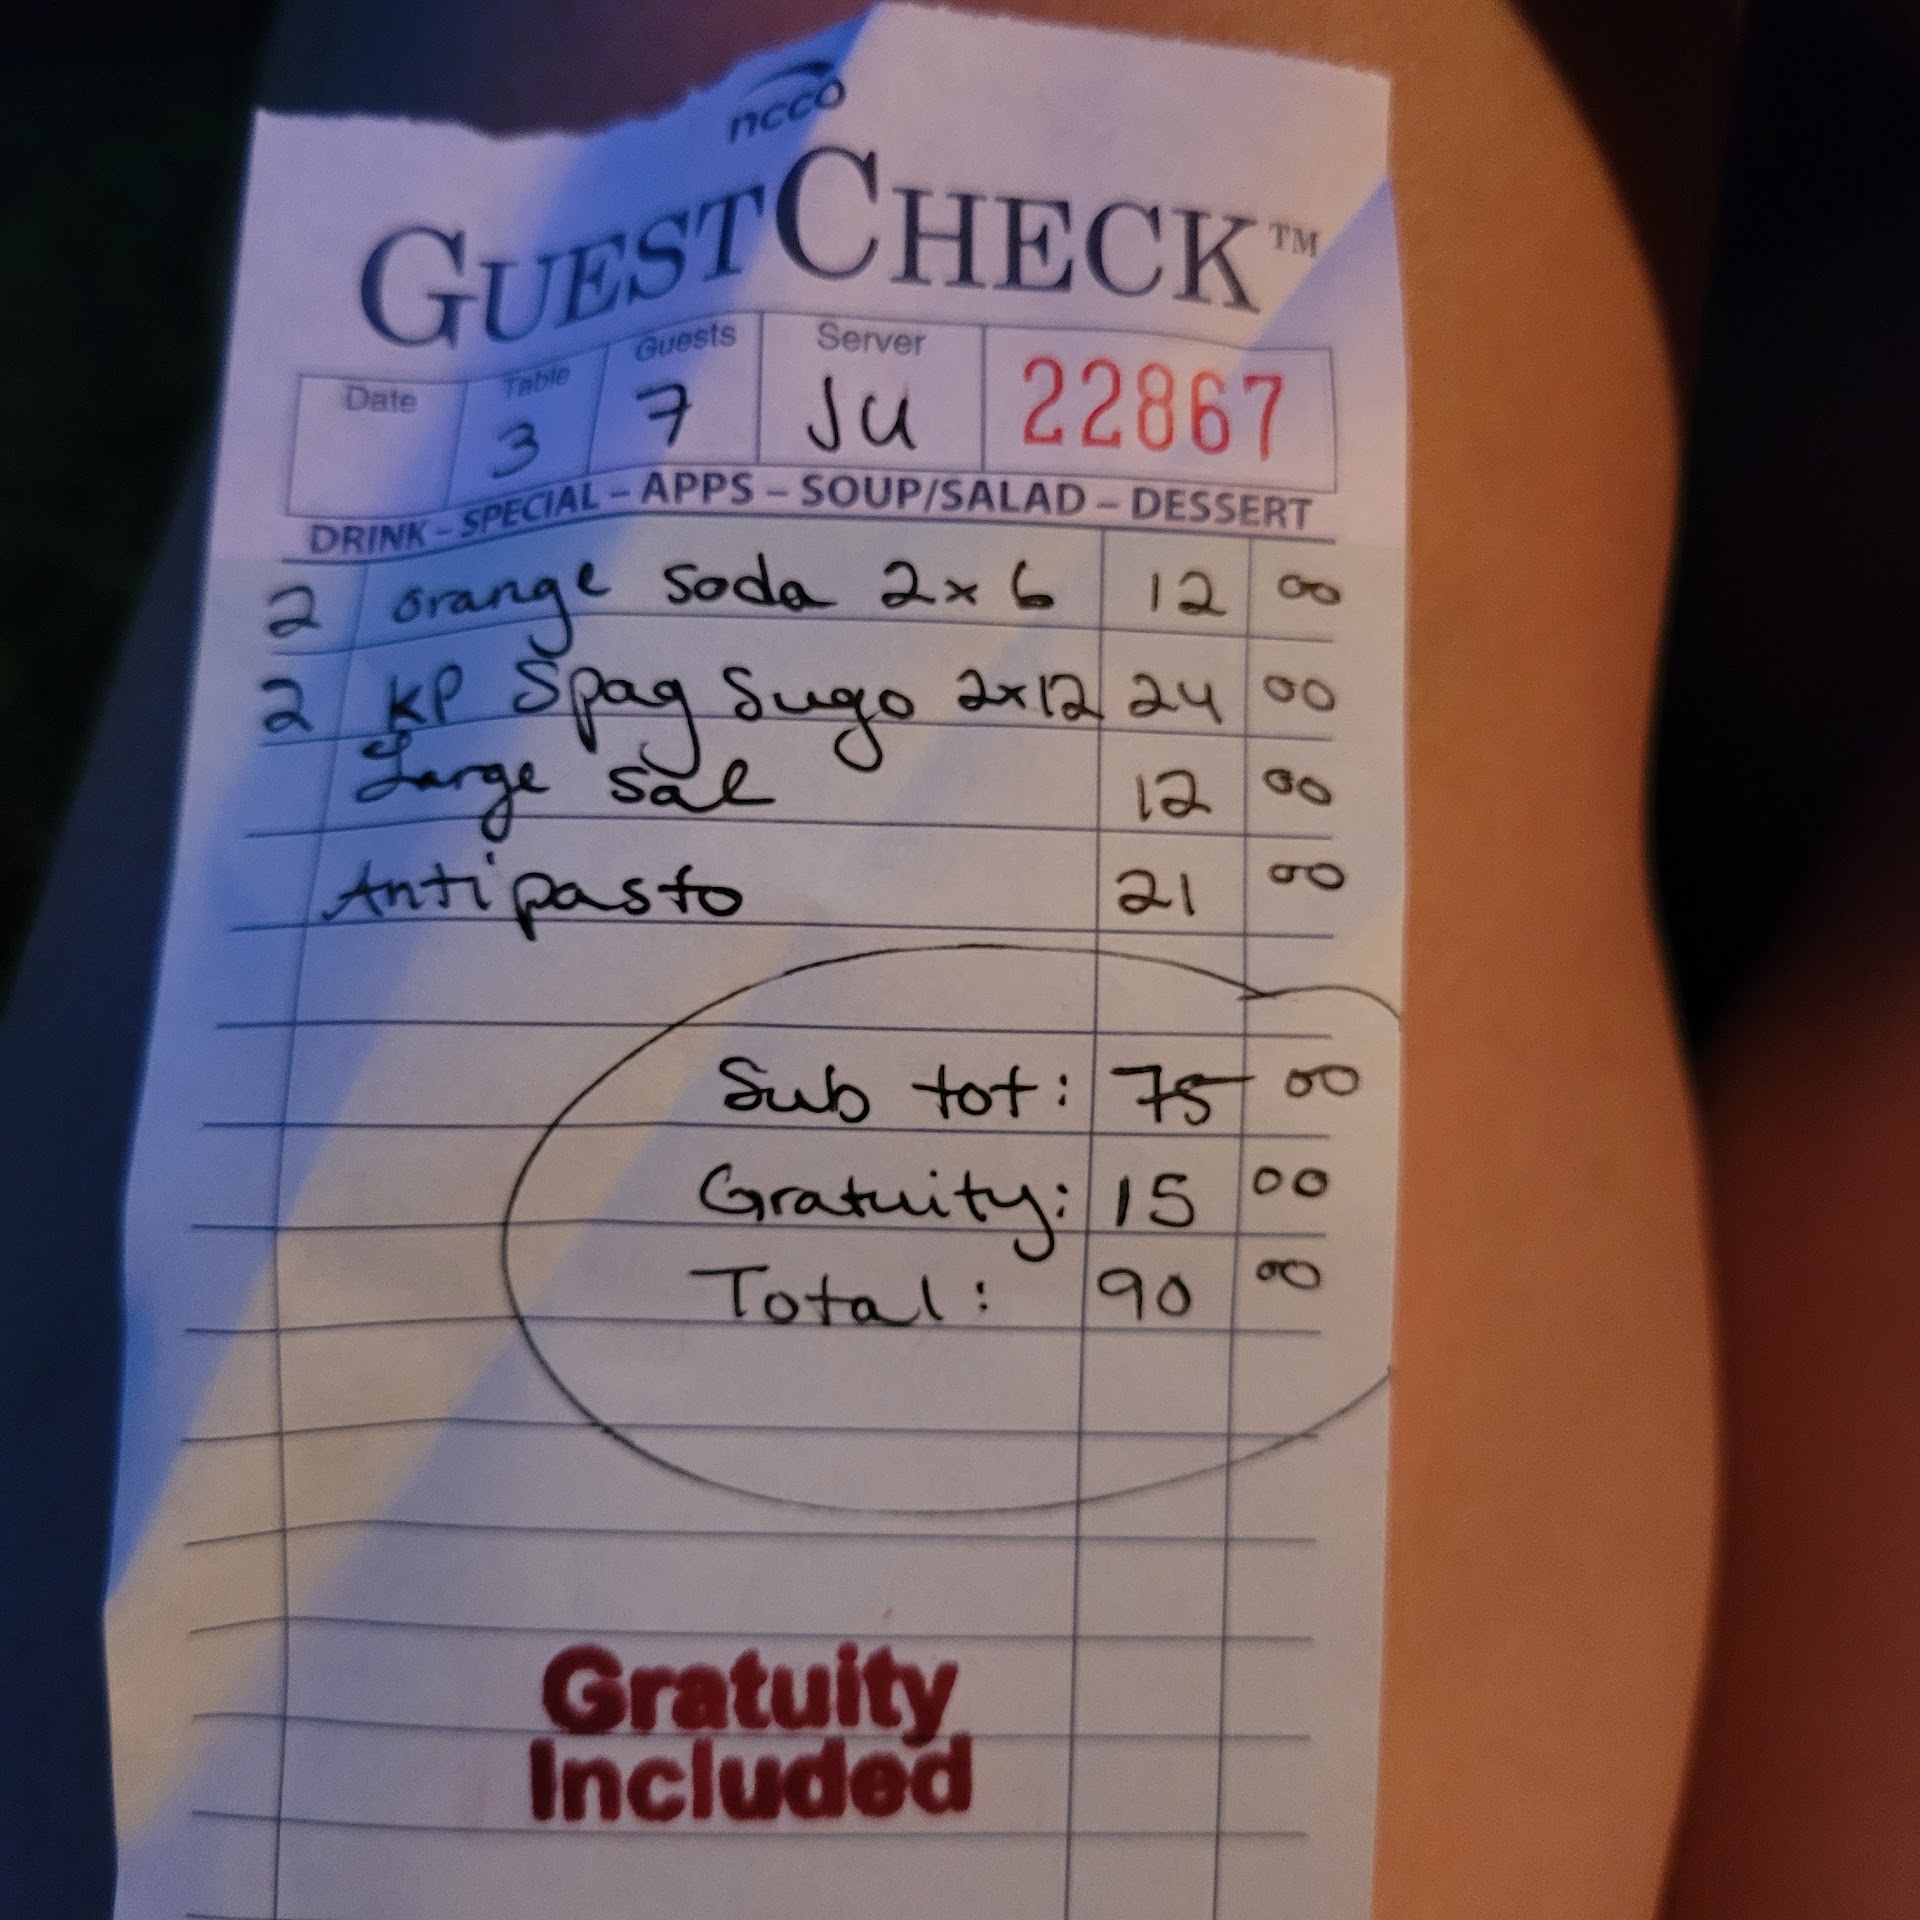 ncco
GUESTCHECK™
Date Table Guests Server
3 7 JU 22867
DRINK – SPECIAL – APPS – SOUP/SALAD – DESSERT
2 orange soda 2x6 12 00
2 KP Spag Sugo 2x12 24 00
Large Sal 12 00
Antipasto 21 00
Sub tot: 75 00
Gratuity: 15 00
Total: 90 00
Gratuity
Included